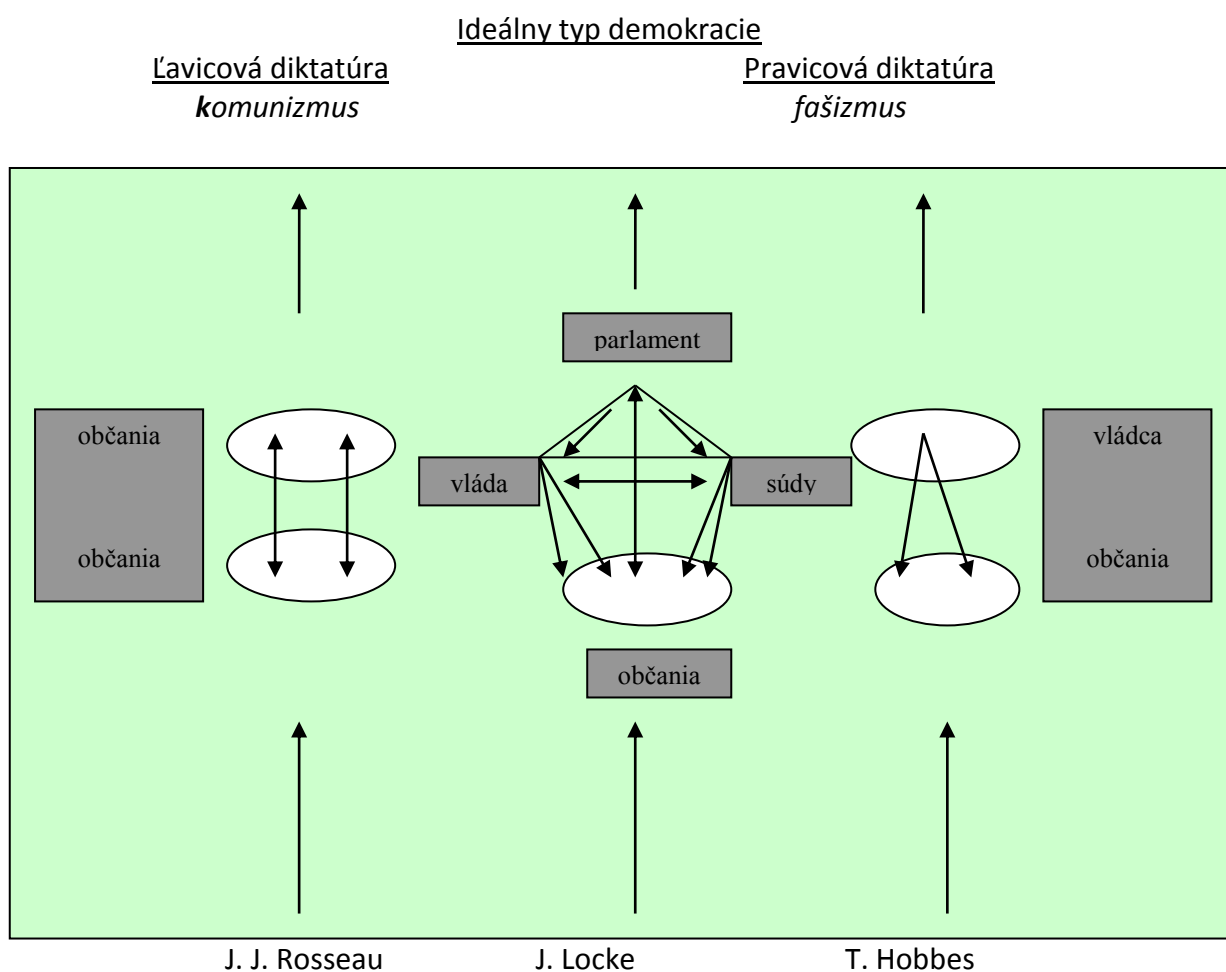 Ideálny typ demokracie
Ľavicová diktatúra Pravicová diktatúra
komunizmus fašizmus
parlament
občania vládca
vláda súdy
občania občania
občania
J. J. Rosseau J. Locke T. Hobbes